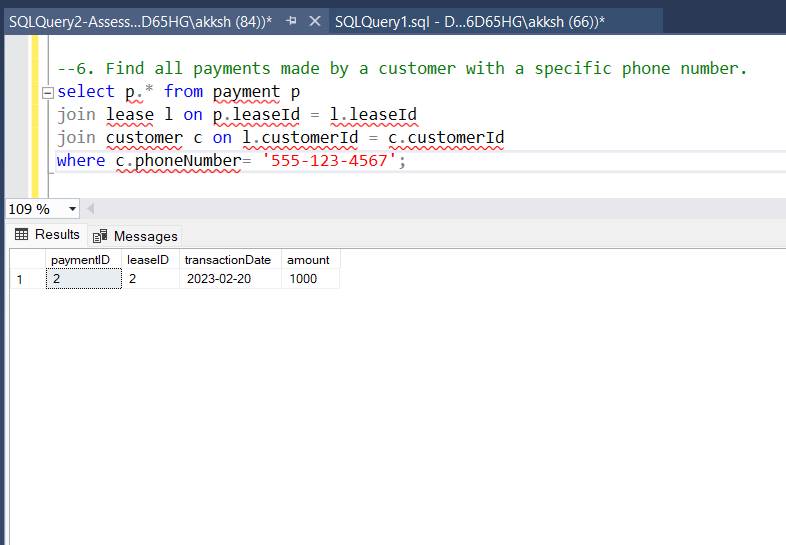 SQLQuery2-Assess...D65HG\akksh (84))* SQLQuery1.sql - D...6D65HG\akksh (66))*
--6. Find all payments made by a customer with a specific phone number.
select p.* from payment p
join lease l on p.leaseId = l.leaseId
join customer c on l.customerId = c.customerId
where c.phoneNumber= '555-123-4567';
109 %
Results Messages
paymentID leaseID transactionDate amount
1 2 2 2023-02-20 1000